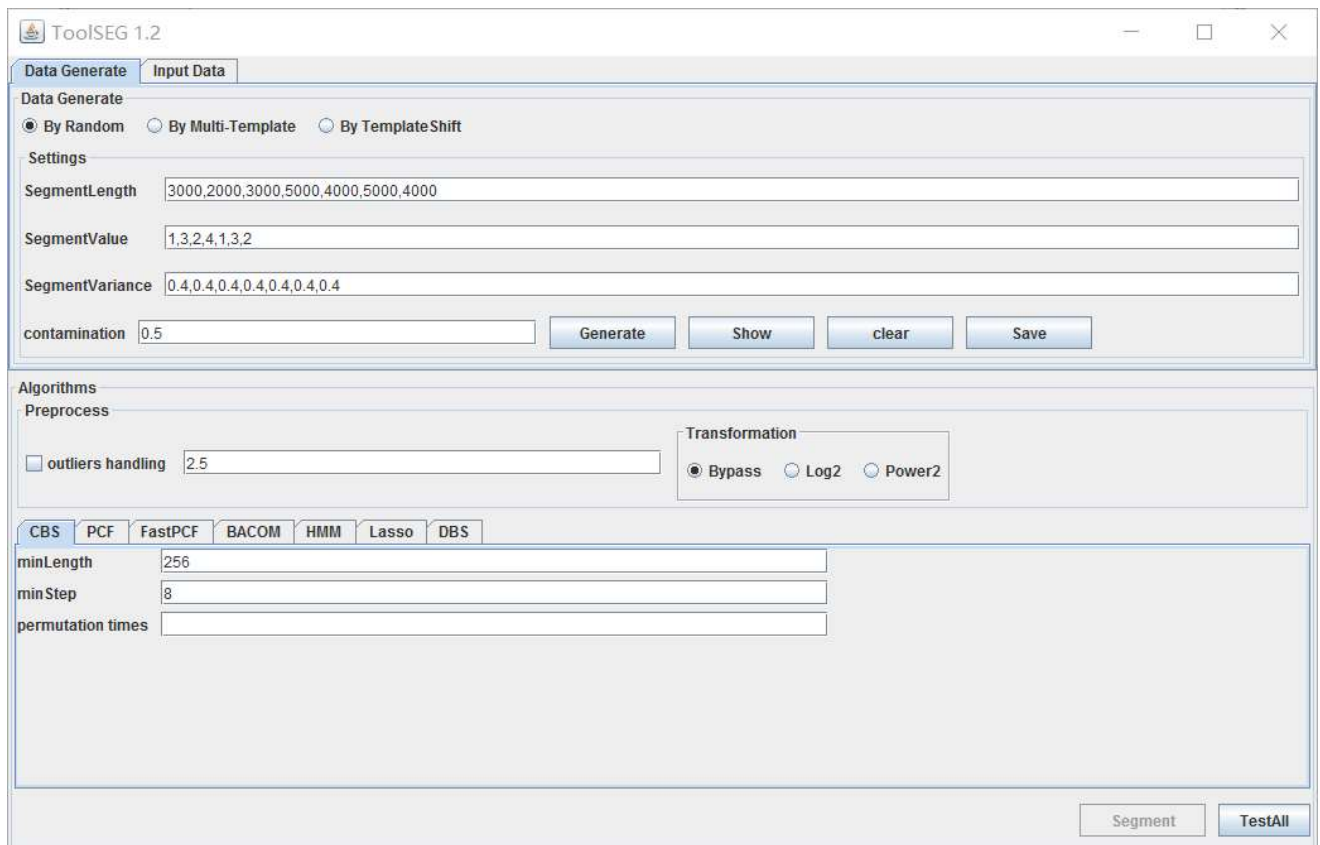 ToolSEG 1.2
Data Generate Input Data
Data Generate
By Random By Multi-Template By TemplateShift
Settings
SegmentLength 3000,2000,3000,5000,4000,5000,4000
SegmentValue 1,3,2,4,1,3,2
SegmentVariance 0.4,0.4,0.4,0.4,0.4,0.4,0.4
contamination 0.5 Generate Show clear Save
Algorithms
Preprocess
Transformation
outliers handling 2.5 Bypass Log2 Power2
CBS PCF FastPCF BACOM HMM Lasso DBS
minLength 256
minStep 8
permutation times
Segment TestAll